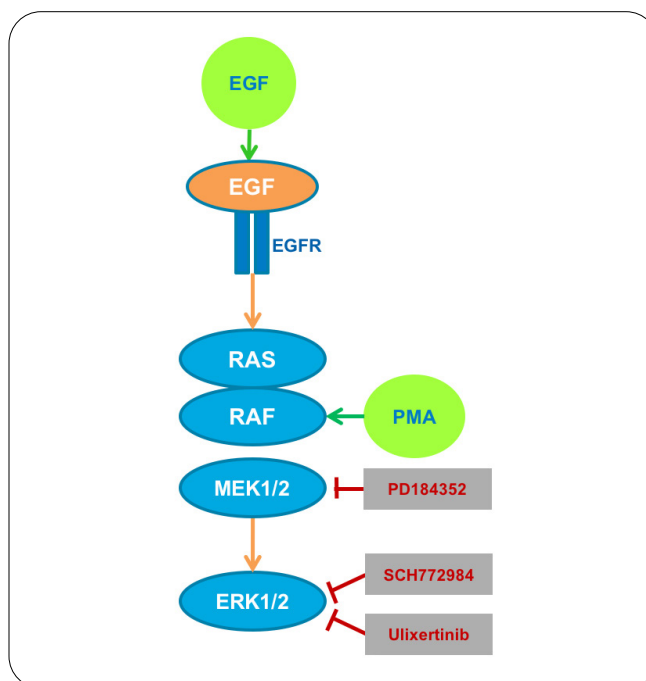 EGF
EGF
EGFR
RAS
RAF
PMA
MEK1/2
PD184352
SCH772984
ERK1/2
Ulixertinib